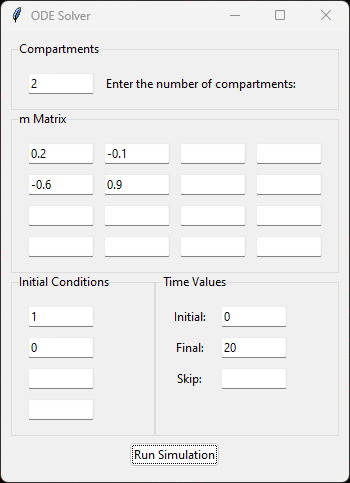 ODE Solver
Compartments
2 Enter the number of compartments:
m Matrix
0.2 -0.1
-0.6 0.9
Initial Conditions
1
0
Time Values
Initial: 0
Final: 20
Skip:
Run Simulation